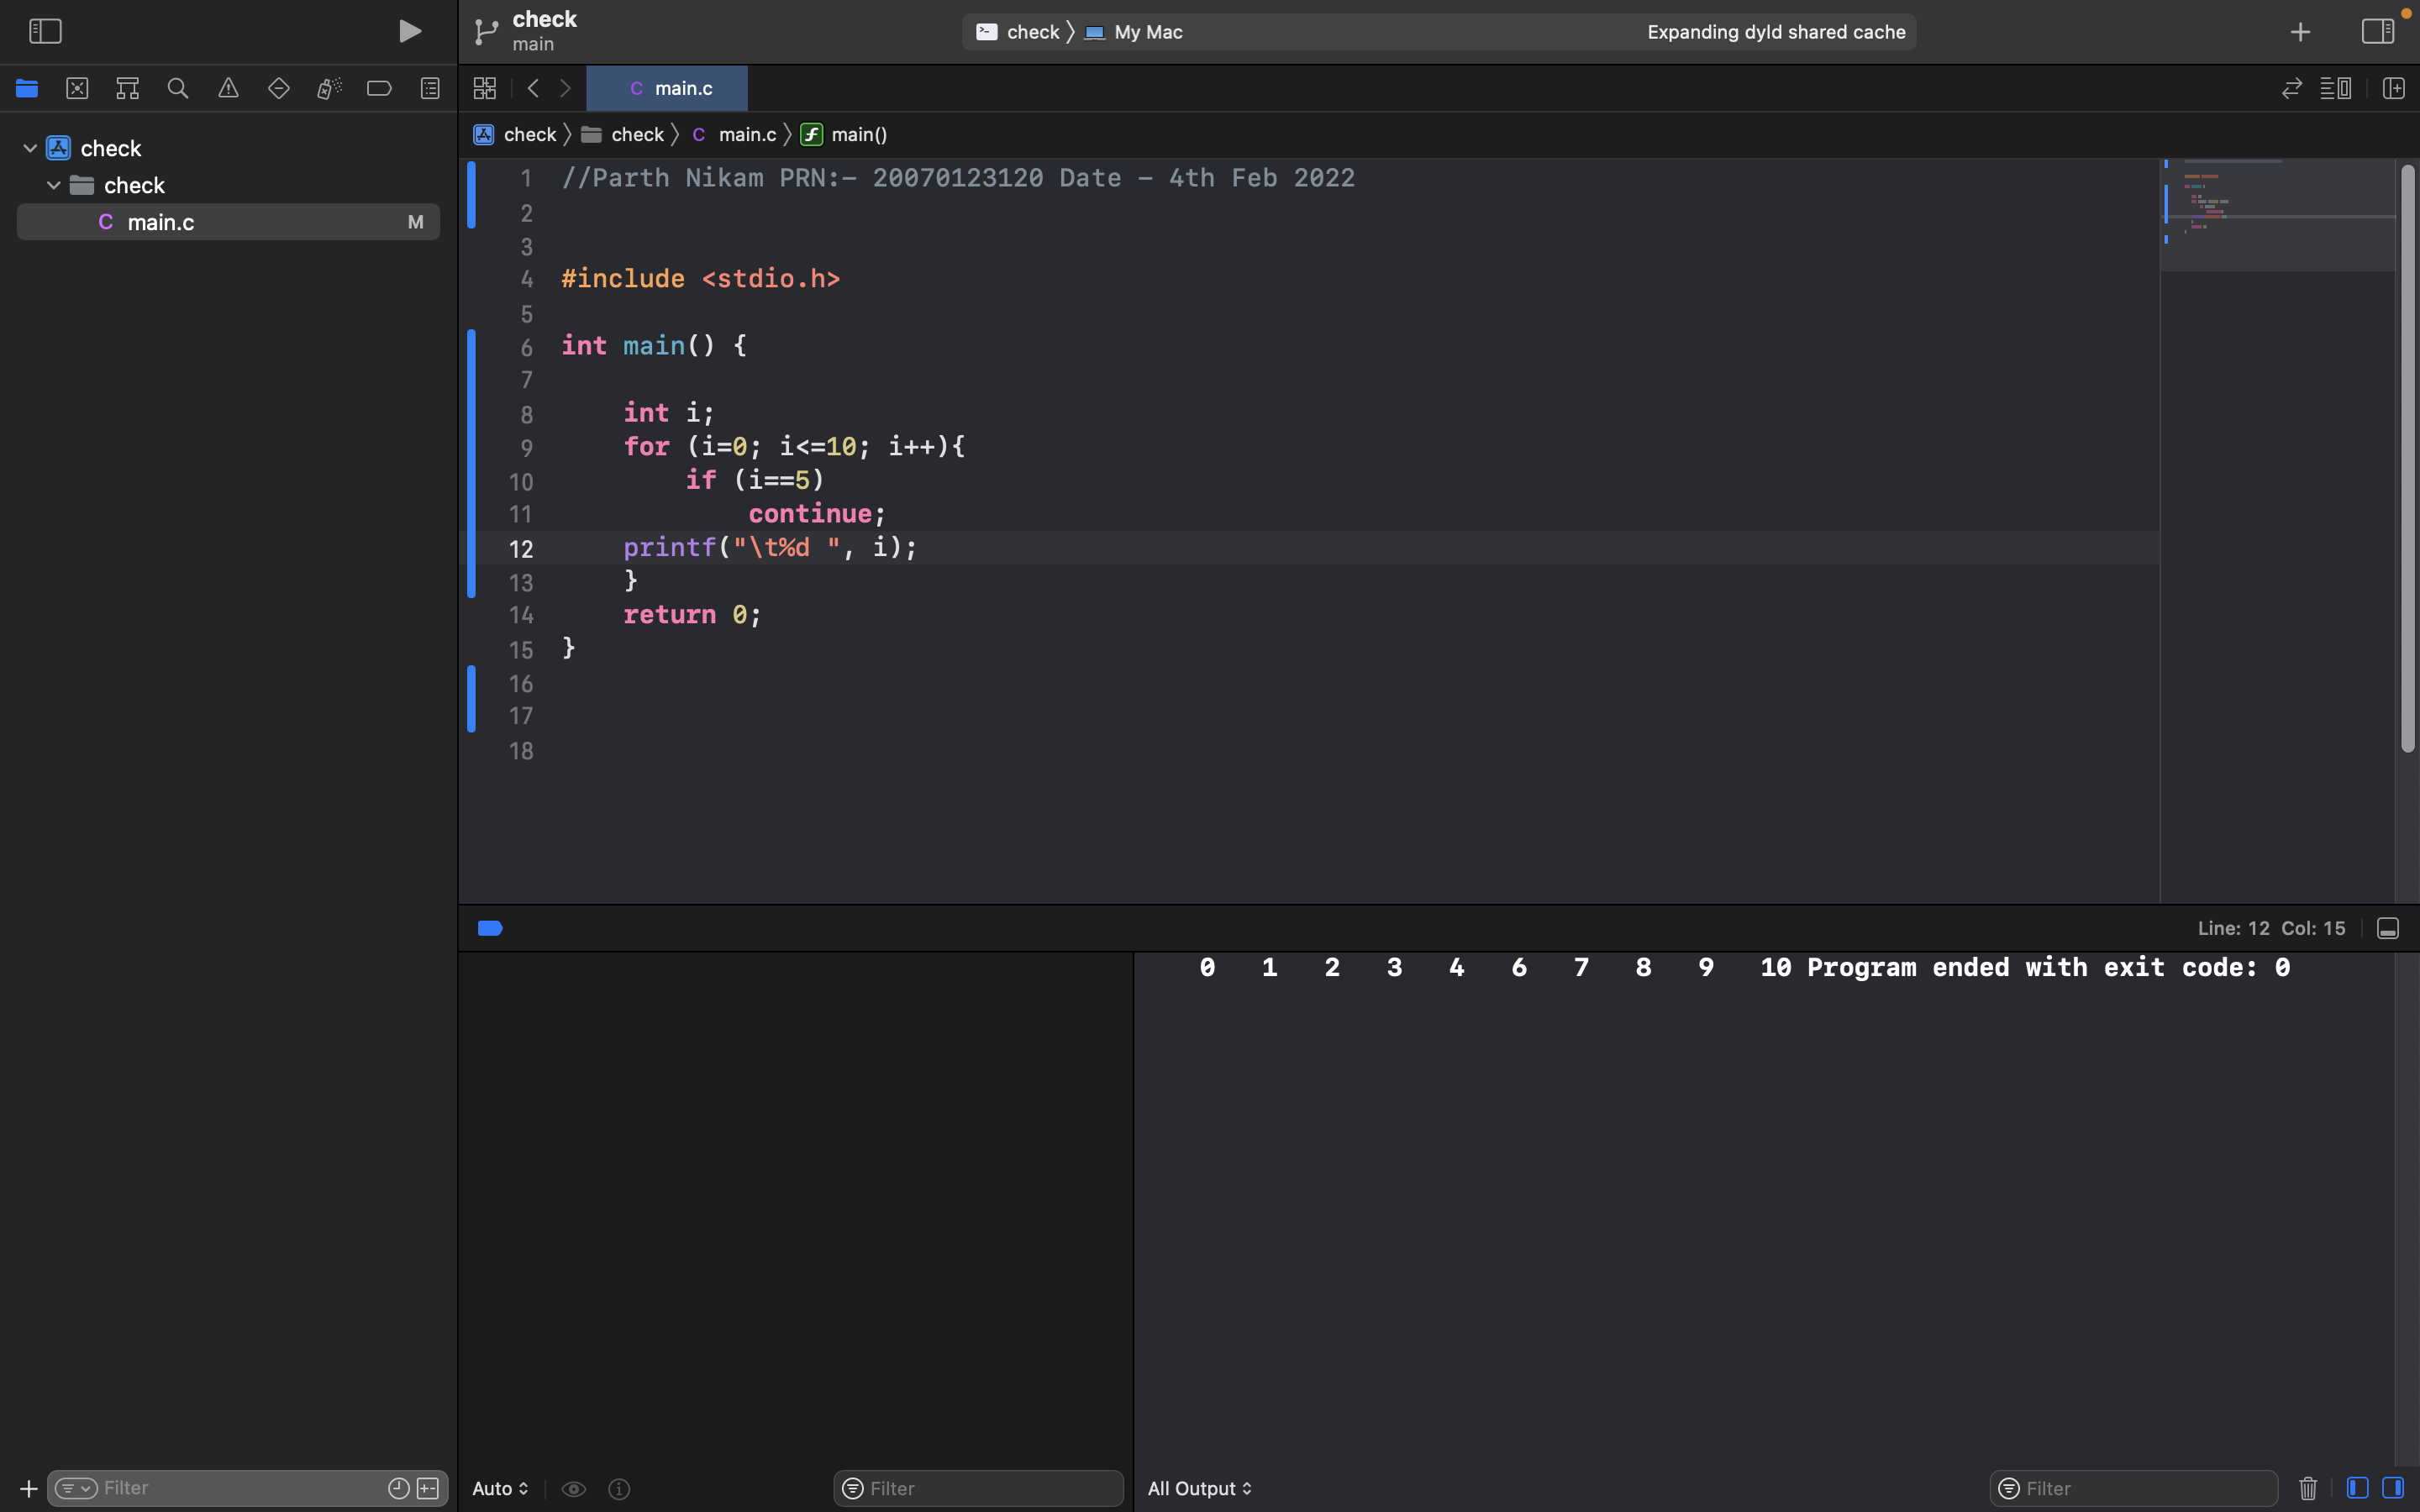 check
main
check
My Mac
Expanding dyld shared cache
C main.c
check
check
C main.c M
check check C main.c f main()
1 //Parth Nikam PRN:- 20070123120 Date - 4th Feb 2022
2
3
4 #include <stdio.h>
5
6 int main() {
7
8 int i;
9 for (i=0; i<=10; i++){
10 if (i==5)
11 continue;
12 printf("\t%d ", i);
13 }
14 return 0;
15 }
16
17
18
Line: 12 Col: 15
0 1 2 3 4 6 7 8 9 10 Program ended with exit code: 0
Filter
Auto
Filter
All Output
Filter